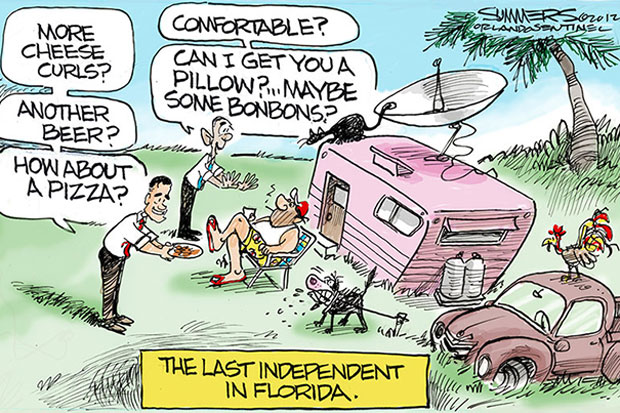 MORE
CHEESE
CURLS?
ANOTHER
BEER?
HOW ABOUT
A PIZZA?
COMFORTABLE?
CAN I GET YOU A
PILLOW?... MAYBE
SOME BONBONS?
SUMMERS ©2012
ORLANDO SENTINEL
THE LAST INDEPENDENT
IN FLORIDA.